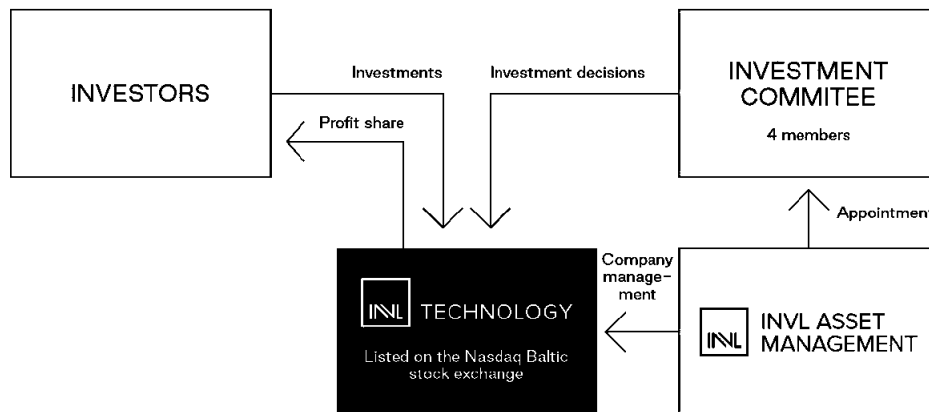 INVESTORS
Investments
Profit share
Investment decisions
INVESTMENT
COMMITEE
4 members
Appointment
Company
manage-
ment
INVL TECHNOLOGY
Listed on the Nasdaq Baltic
stock exchange
INVL INVL ASSET
MANAGEMENT